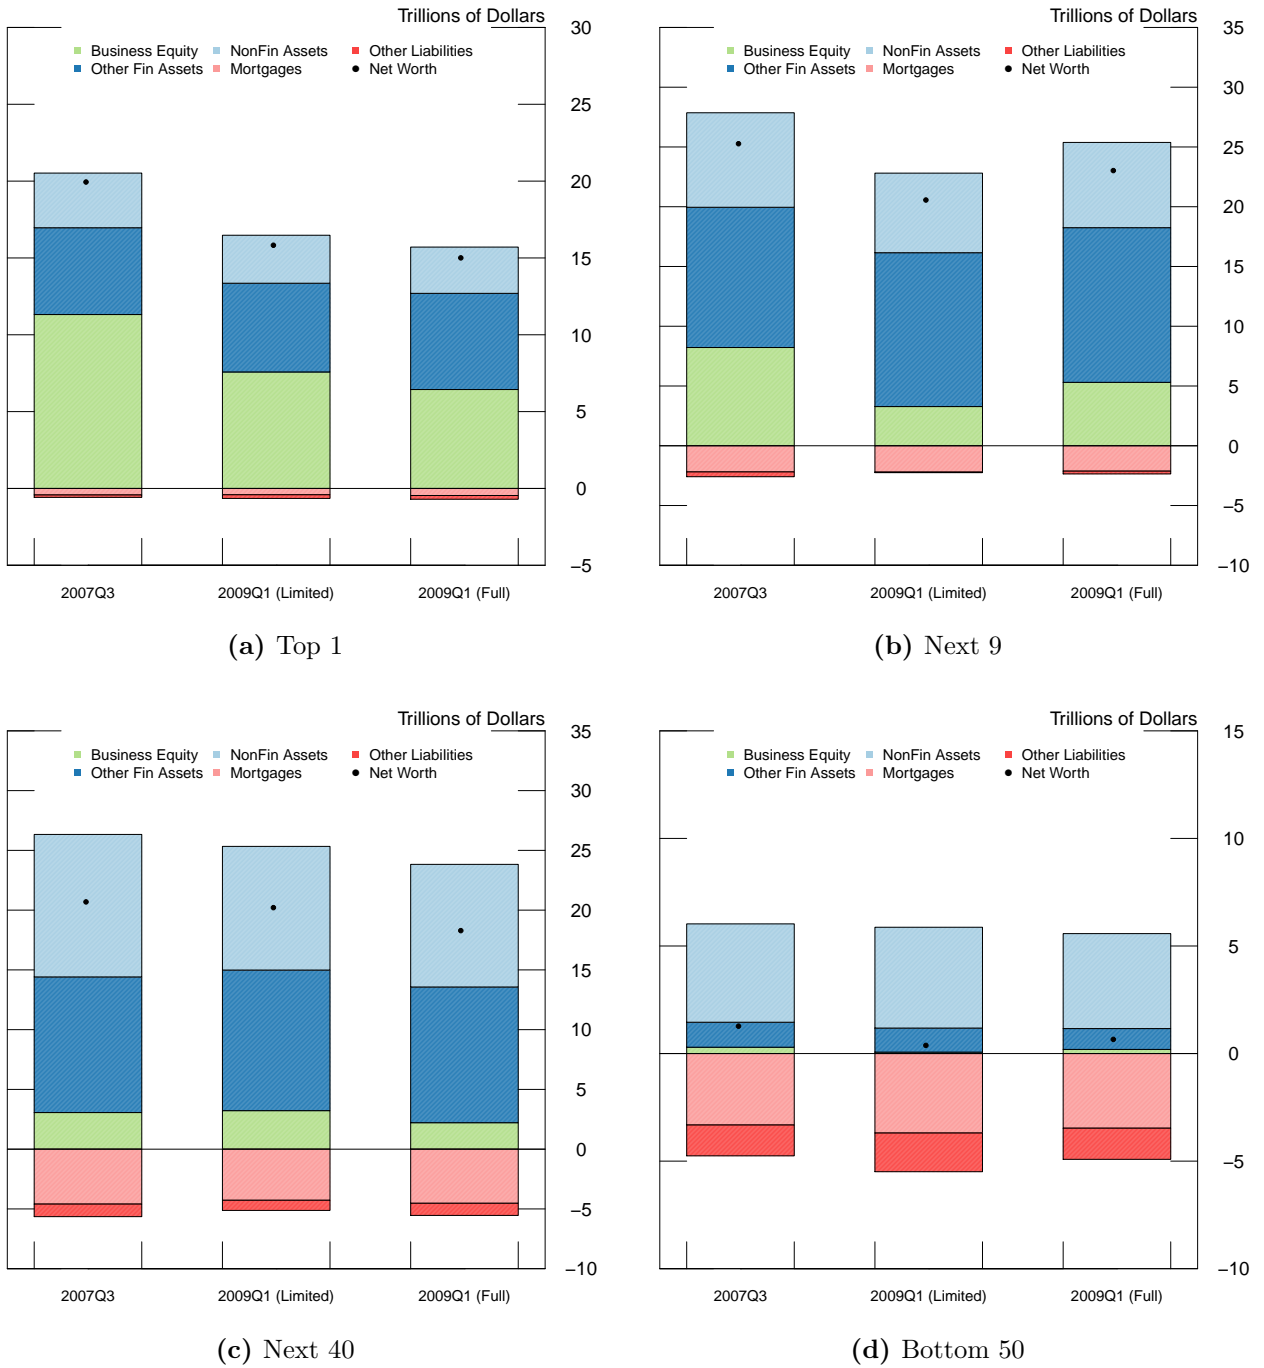 Trillions of Dollars
30
Business Equity NonFin Assets Other Liabilities
Other Fin Assets Mortgages Net Worth
25
20
15
10
5
0
−5
2007Q3 2009Q1 (Limited) 2009Q1 (Full)
(a) Top 1
Trillions of Dollars
35
Business Equity NonFin Assets Other Liabilities
Other Fin Assets Mortgages Net Worth
30
25
20
15
10
5
0
−5
−10
2007Q3 2009Q1 (Limited) 2009Q1 (Full)
(b) Next 9
Trillions of Dollars
35
Business Equity NonFin Assets Other Liabilities
Other Fin Assets Mortgages Net Worth
30
25
20
15
10
5
0
−5
−10
2007Q3 2009Q1 (Limited) 2009Q1 (Full)
(c) Next 40
Trillions of Dollars
15
Business Equity NonFin Assets Other Liabilities
Other Fin Assets Mortgages Net Worth
10
5
0
−5
−10
2007Q3 2009Q1 (Limited) 2009Q1 (Full)
(d) Bottom 50